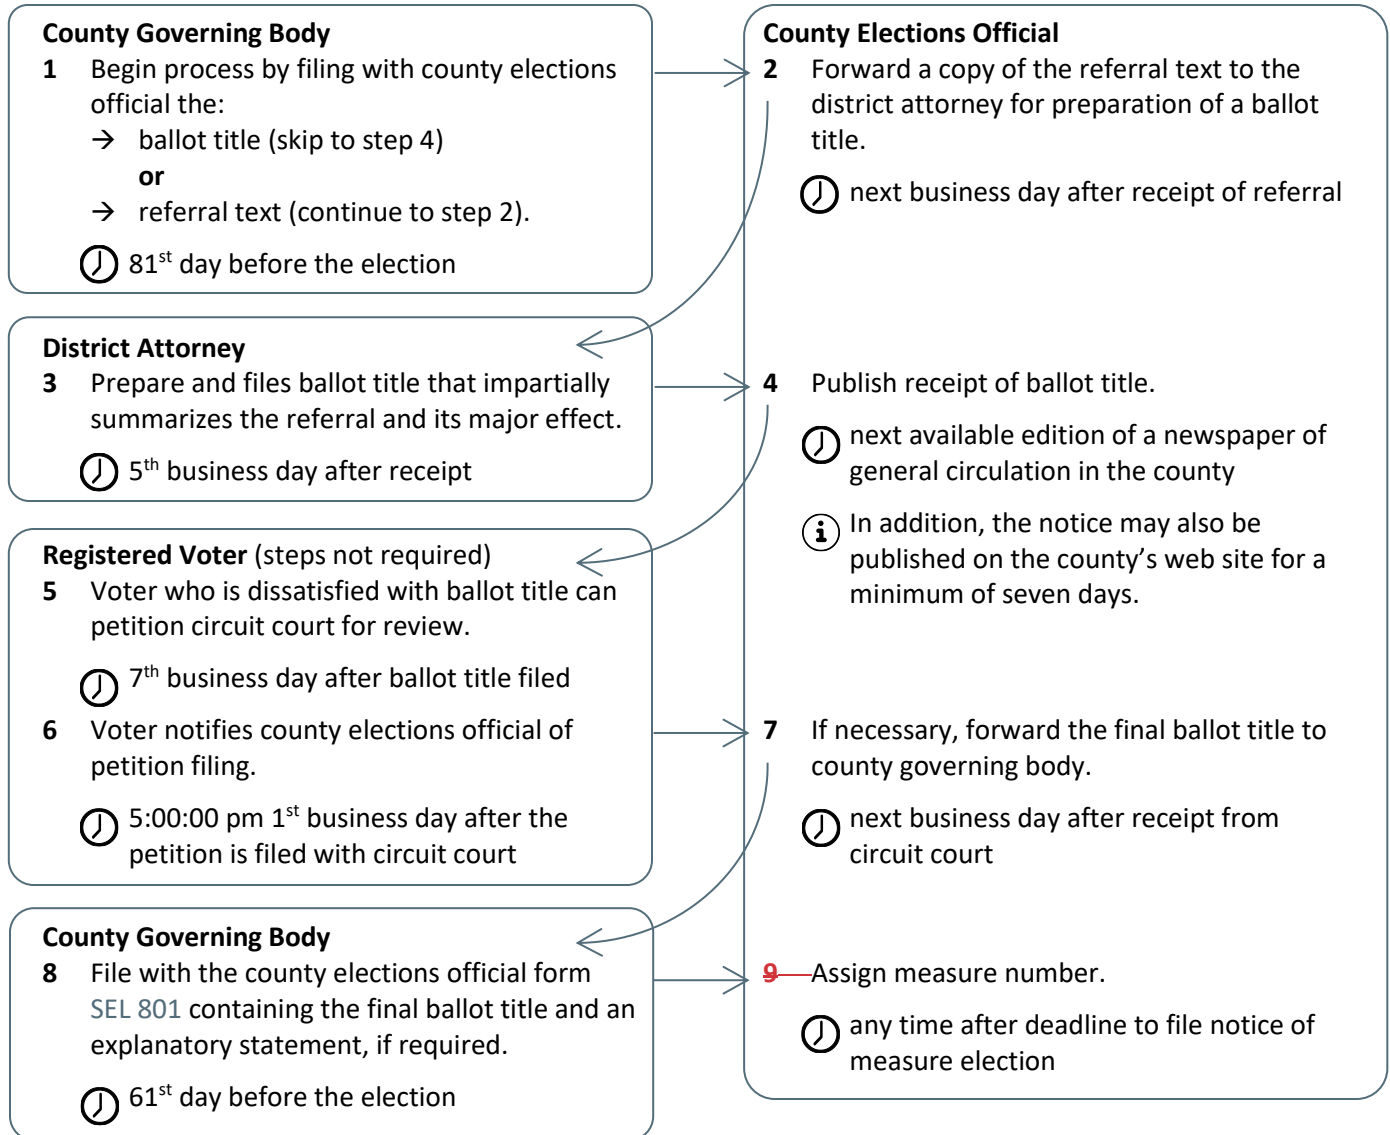 County Governing Body
1 Begin process by filing with county elections
official the:
→ ballot title (skip to step 4)
or
→ referral text (continue to step 2).
81st day before the election
County Elections Official
2 Forward a copy of the referral text to the
district attorney for preparation of a ballot
title.
next business day after receipt of referral
District Attorney
3 Prepare and files ballot title that impartially
summarizes the referral and its major effect.
5th business day after receipt
4 Publish receipt of ballot title.
next available edition of a newspaper of
general circulation in the county
In addition, the notice may also be
published on the county’s web site for a
minimum of seven days.
Registered Voter (steps not required)
5 Voter who is dissatisfied with ballot title can
petition circuit court for review.
7th business day after ballot title filed
6 Voter notifies county elections official of
petition filing.
5:00:00 pm 1st business day after the
petition is filed with circuit court
7 If necessary, forward the final ballot title to
county governing body.
next business day after receipt from
circuit court
County Governing Body
8 File with the county elections official form
SEL 801 containing the final ballot title and an
explanatory statement, if required.
61st day before the election
9 Assign measure number.
any time after deadline to file notice of
measure election